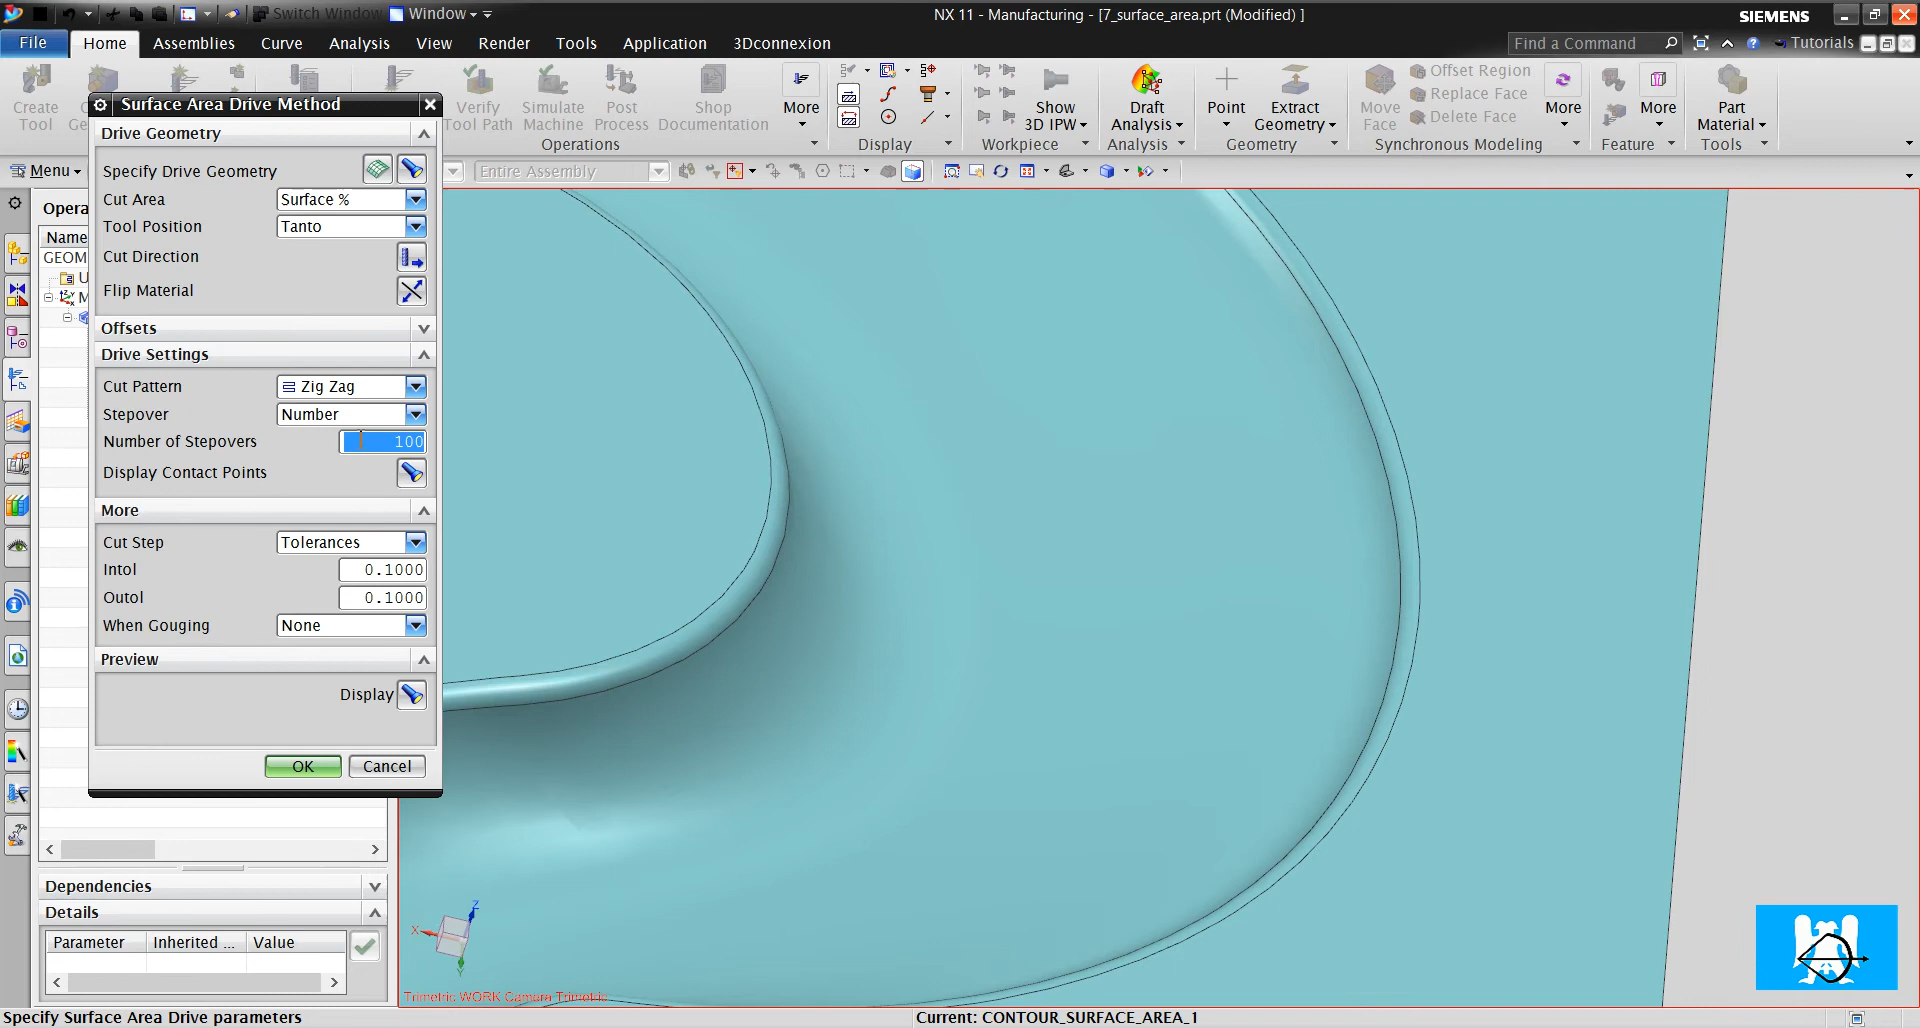 Switch Window
Window
NX 11 - Manufacturing - [7_surface_area.prt (Modified) ]
SIEMENS
File
Home
Assemblies
Curve
Analysis
View
Render
Tools
Application
3Dconnexion
Find a Command
Tutorials
Create
Tool
Verify
Tool Path
Simulate
Machine
Post
Process
Shop
Documentation
More
Operations
Display
Show
3D IPW
Workpiece
Draft
Analysis
Analysis
Point
Extract
Geometry
Geometry
Move
Face
Offset Region
Replace Face
Delete Face
More
Synchronous Modeling
More
Feature
Part
Material
Tools
Menu
Entire Assembly
Name
GEOM
Surface Area Drive Method
Drive Geometry
Specify Drive Geometry
Cut Area
Surface %
Tool Position
Tanto
Cut Direction
Flip Material
Offsets
Drive Settings
Cut Pattern
Zig Zag
Stepover
Number
Number of Stepovers
100
Display Contact Points
More
Cut Step
Tolerances
Intol
0.1000
Outol
0.1000
When Gouging
None
Preview
Display
OK
Cancel
Dependencies
Details
Parameter
Inherited ...
Value
X
Z
Y
Trimetric WORK Camera Trimetric
Specify Surface Area Drive parameters
Current: CONTOUR_SURFACE_AREA_1